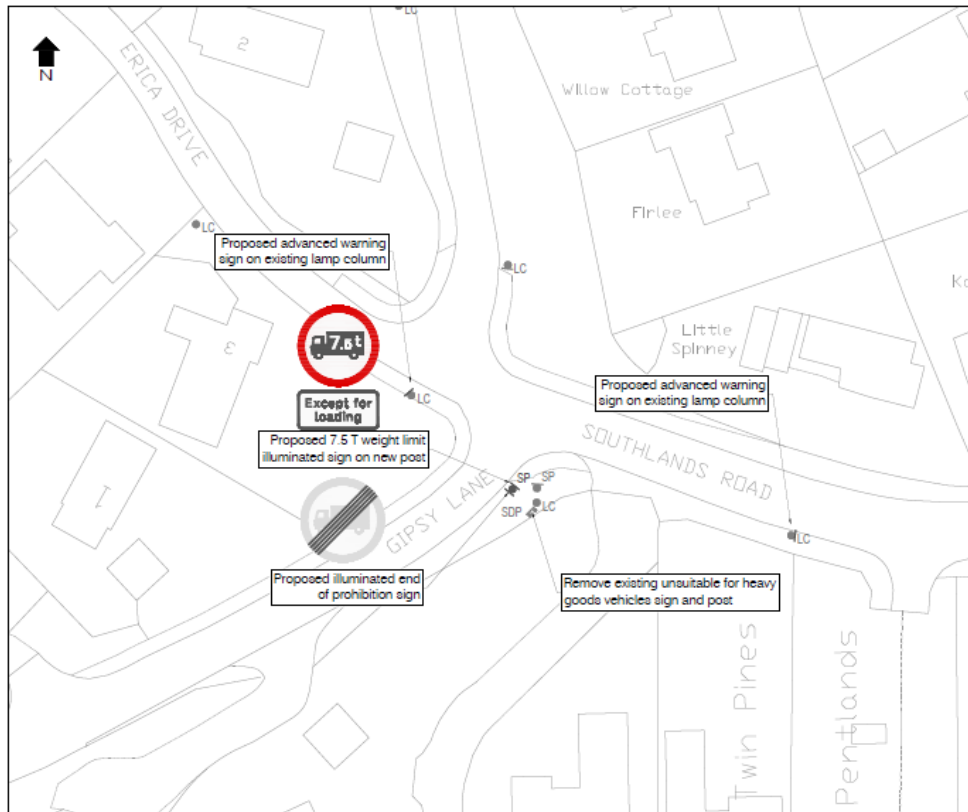 LC
2
N
ERICA DRIVE
Willow Cottage
Firlee
LC
Proposed advanced warning
sign on existing lamp column
LC
3
7.5 t
Except for
loading
LC
Little
Spinney
Proposed advanced warning
sign on existing lamp column
Proposed 7.5 T weight limit
illuminated sign on new post
SOUTHLANDS ROAD
SP
SP
LC
SDP
GIPSY LANE
1
LC
Proposed illuminated end
of prohibition sign
Remove existing unsuitable for heavy
goods vehicles sign and post
Twin Pines
Pentlands